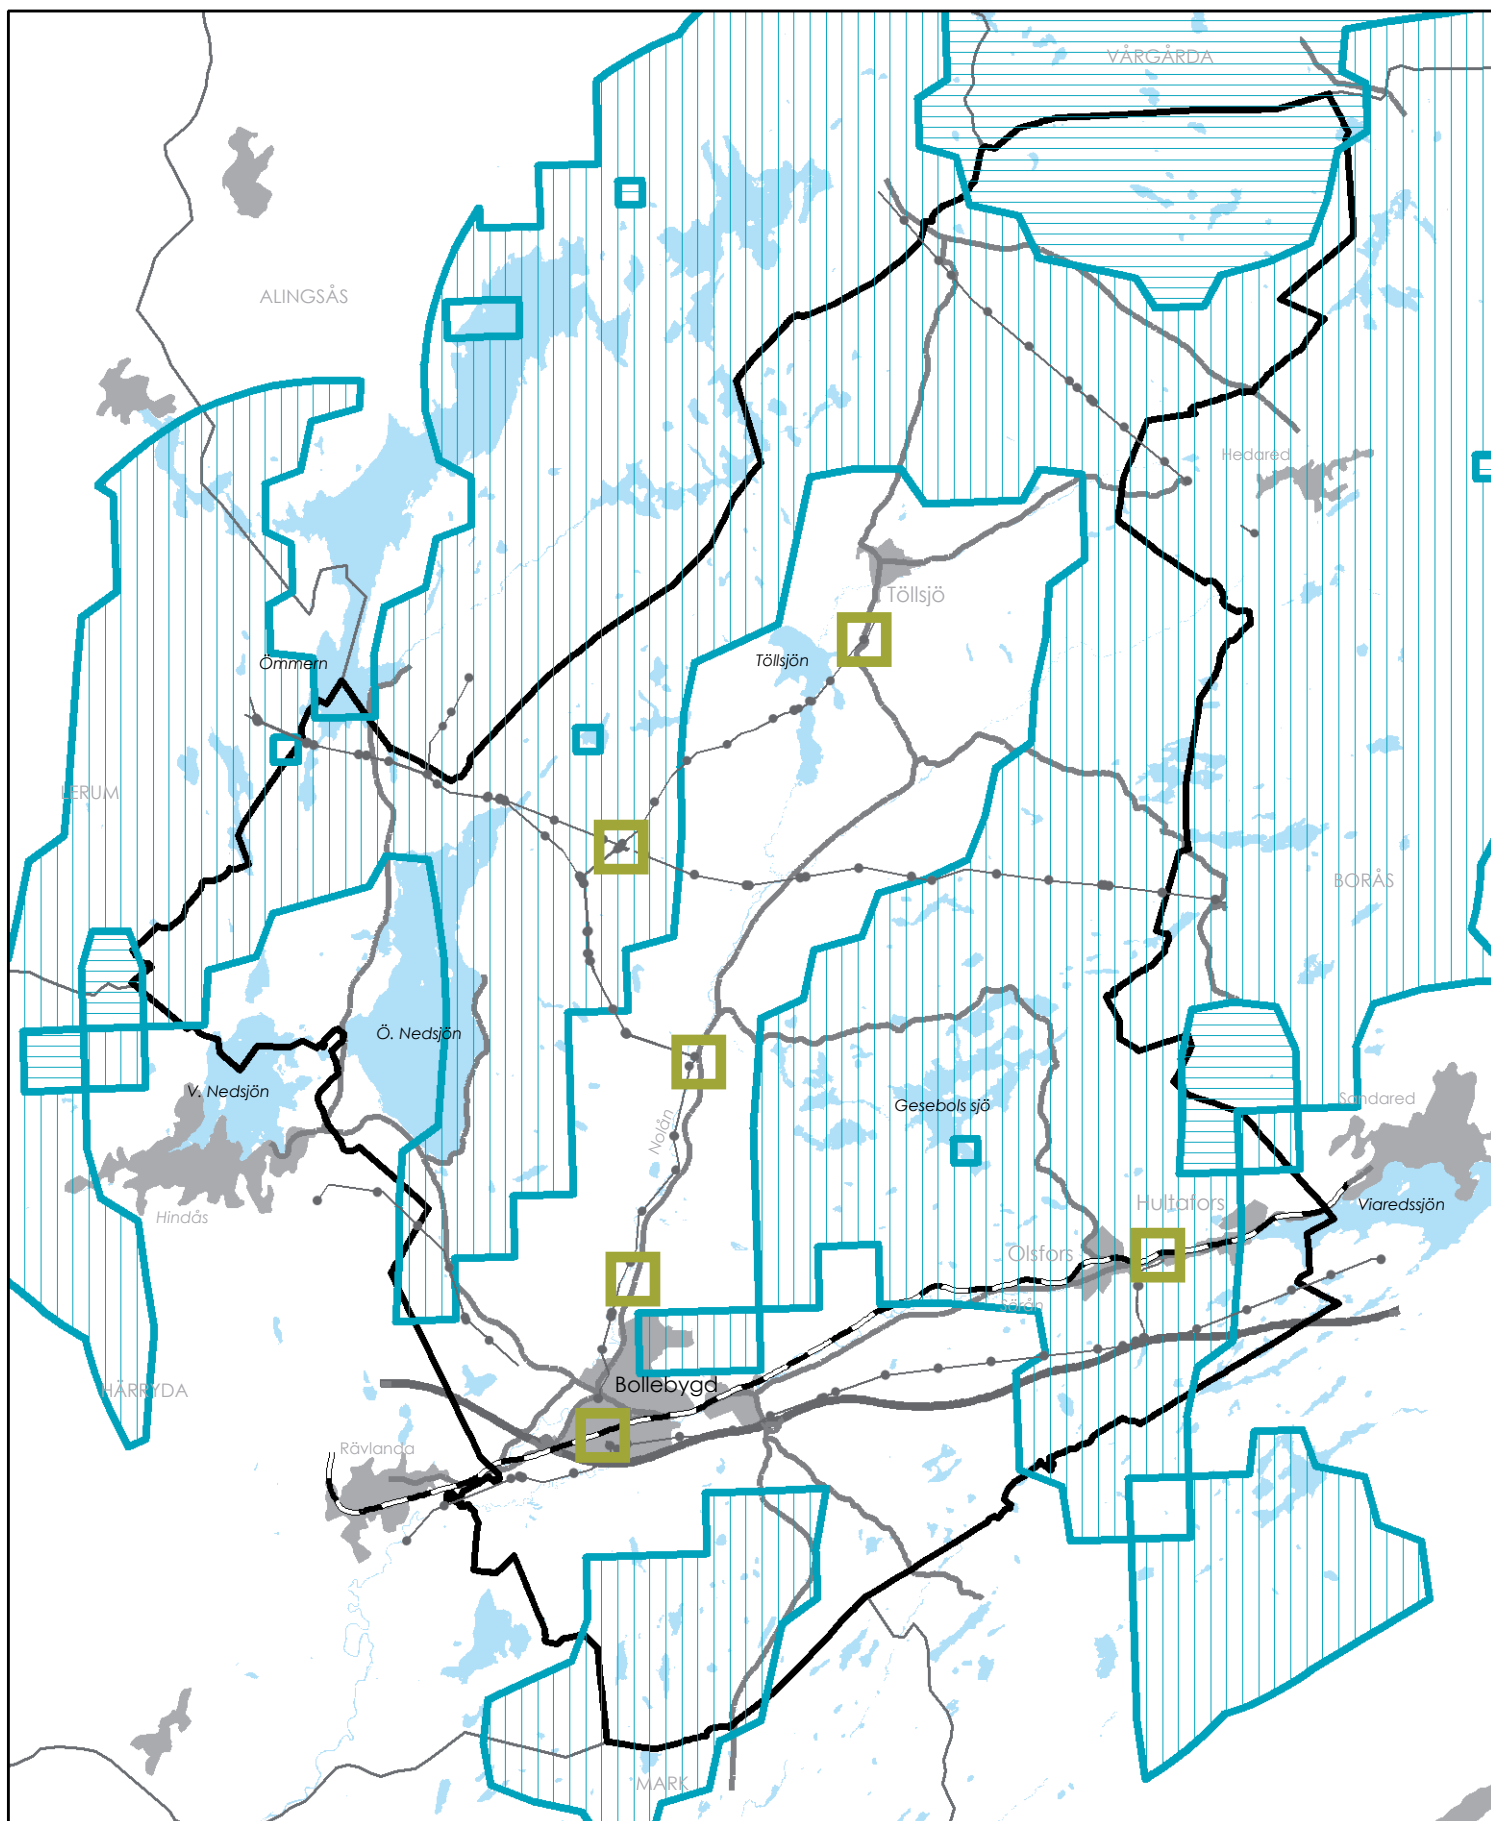 VÅRGÅRDA
ALINGSÅS
Hedared
Töllsjö
Ömmern
Töllsjön
LERUM
BORÅS
Ö. Nedsjön
V. Nedsjön
Gesebols sjö
Sandared
Nolån
Hultafors
Viaredssjön
Hindås
Olsfors
Sörån
Bollebygd
HÄRRYDA
Rävlanda
MARK